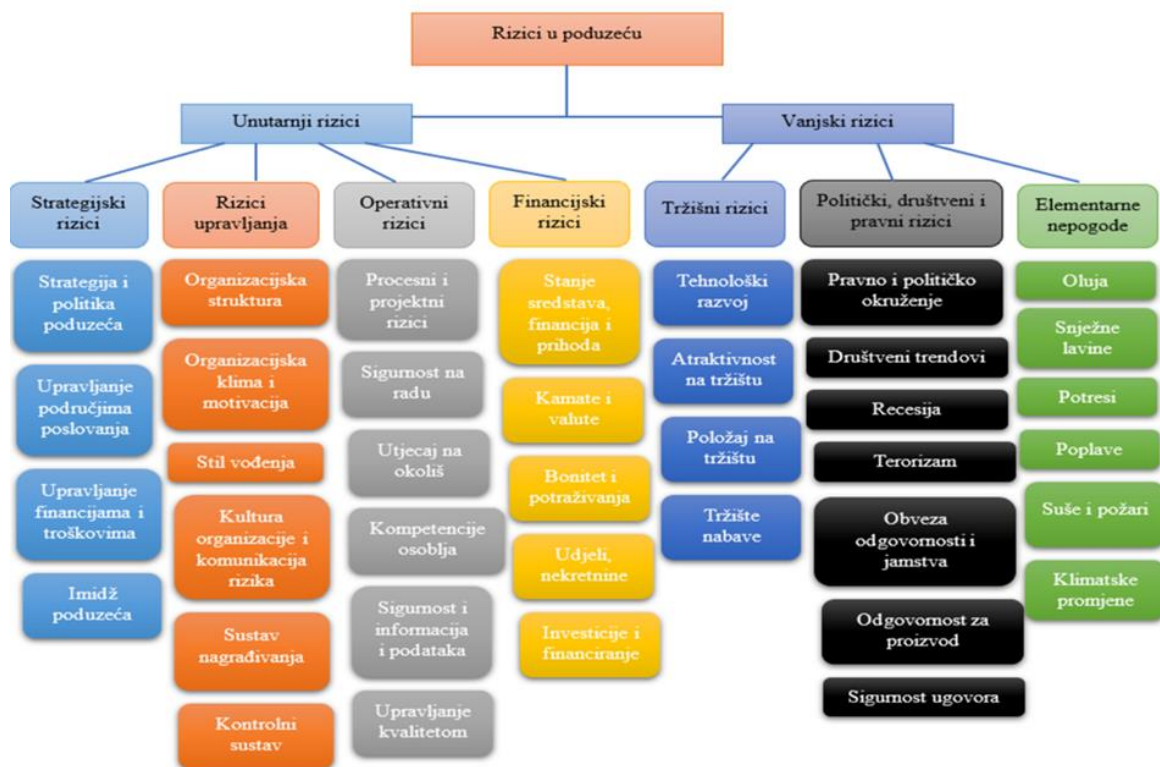 Rizici u poduzeću
Unutarnji rizici
Vanjski rizici
Strategijski
rizici
Rizici
upravljanja
Operativni
rizici
Financijski
rizici
Tržišni rizici
Politički, društveni i
pravni rizici
Elementarne
nepogode
Strategija i
politika
poduzeća
Upravljanje
područjima
poslovanja
Upravljanje
financijama i
troškovima
Imidž
poduzeća
Organizacijska
struktura
Organizacijska
klima i
motivacija
Stil vođenja
Kultura
organizacije i
komunikacija
rizika
Sustav
nagrađivanja
Kontrolni
sustav
Procesni i
projektni
rizici
Sigurnost na
radu
Utjecaj na
okoliš
Kompetencije
osoblja
Sigurnost i
informacija
i podataka
Upravljanje
kvalitetom
Stanje
sredstava,
financija i
prihoda
Kamate i
valute
Bonitet i
potraživanja
Udjeli,
nekretnine
Investicije i
financiranje
Tehnološki
razvoj
Atraktivnost
na tržištu
Položaj na
tržištu
Tržište
nabave
Pravno i političko
okruženje
Društveni trendovi
Recesija
Terorizam
Obveza
odgovornosti i
jamstva
Odgovornost za
proizvod
Sigurnost ugovora
Oluja
Snježne
lavine
Potresi
Poplave
Suše i požari
Klimatske
promjene